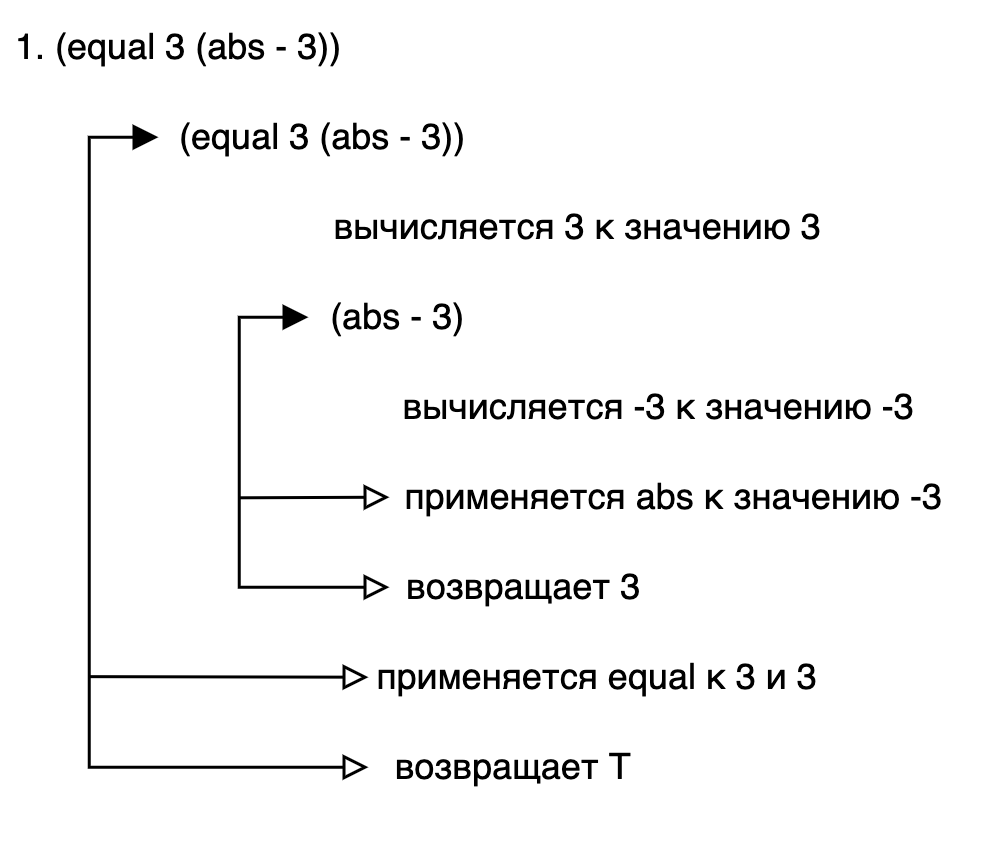 1. (equal 3 (abs - 3))
(equal 3 (abs - 3))
вычисляется 3 к значению 3
(abs - 3)
вычисляется -3 к значению -3
применяется abs к значению -3
возвращает 3
применяется equal к 3 и 3
возвращает T